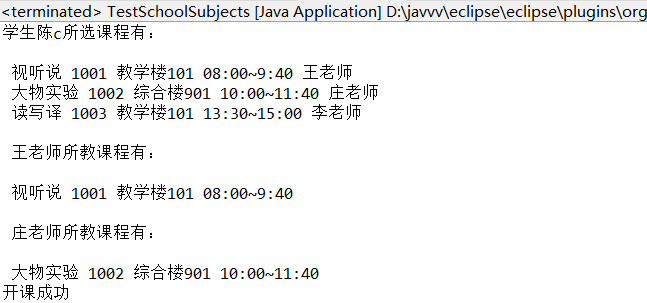 <terminated> TestSchoolSubjects [Java Application] D:\javvv\eclipse\eclipse\plugins\org
学生陈c所选课程有：
视听说 1001 教学楼101 08:00~9:40 王老师
大物实验 1002 综合楼901 10:00~11:40 庄老师
读写译 1003 教学楼101 13:30~15:00 李老师
王老师所教课程有：
视听说 1001 教学楼101 08:00~9:40
庄老师所教课程有：
大物实验 1002 综合楼901 10:00~11:40
开课成功